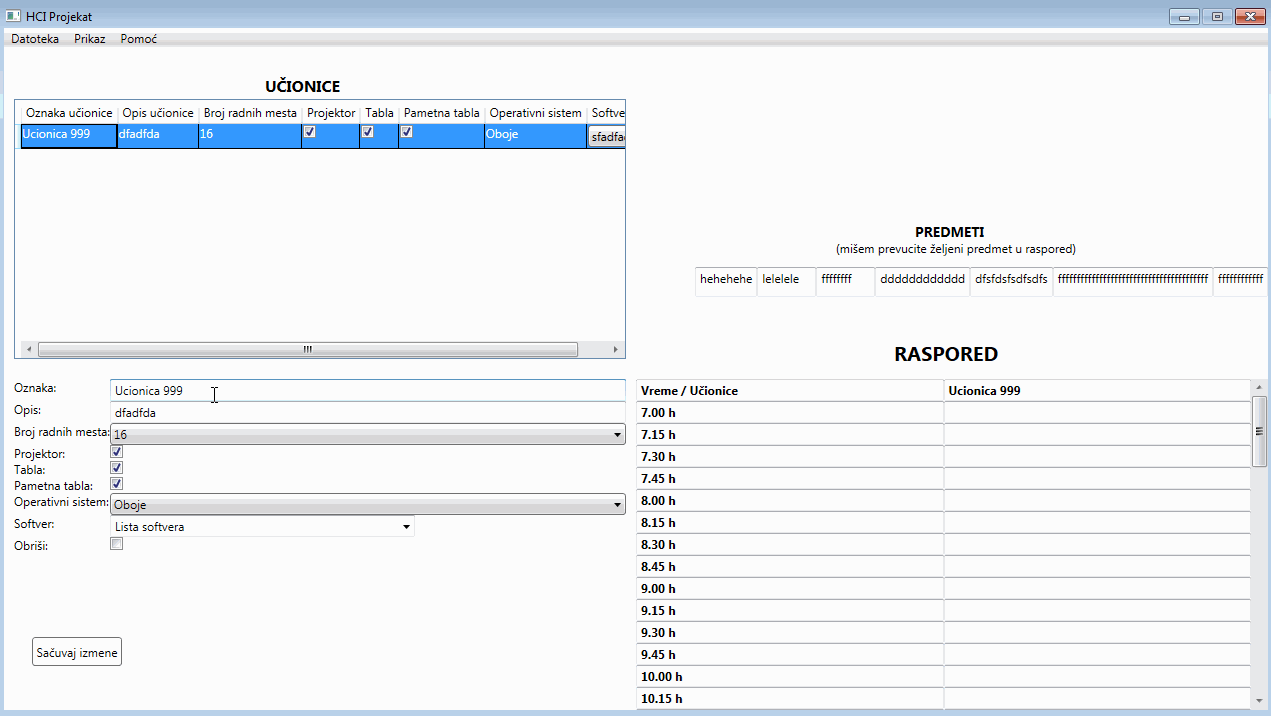 HCI Projekat
Datoteka Prikaz Pomoć
UČIONICE
Oznaka učionice Opis učionice Broj radnih mesta Projektor Tabla Pametna tabla Operativni sistem Softve
Ucionica 999 dfadfda 16 Oboje sfadfa
PREDMETI
(mišem prevucite željeni predmet u raspored)
hehehehe lelelele ffffffff dddddddddddd dfsfdsfsdfsdfs
RASPORED
Oznaka: Ucionica 999
Opis: dfadfda
Broj radnih mesta: 16
Projektor:
Tabla:
Pametna tabla:
Operativni sistem: Oboje
Softver: Lista softvera
Obriši:
Sačuvaj izmene
Vreme / Učionice Ucionica 999
7.00 h
7.15 h
7.30 h
7.45 h
8.00 h
8.15 h
8.30 h
8.45 h
9.00 h
9.15 h
9.30 h
9.45 h
10.00 h
10.15 h